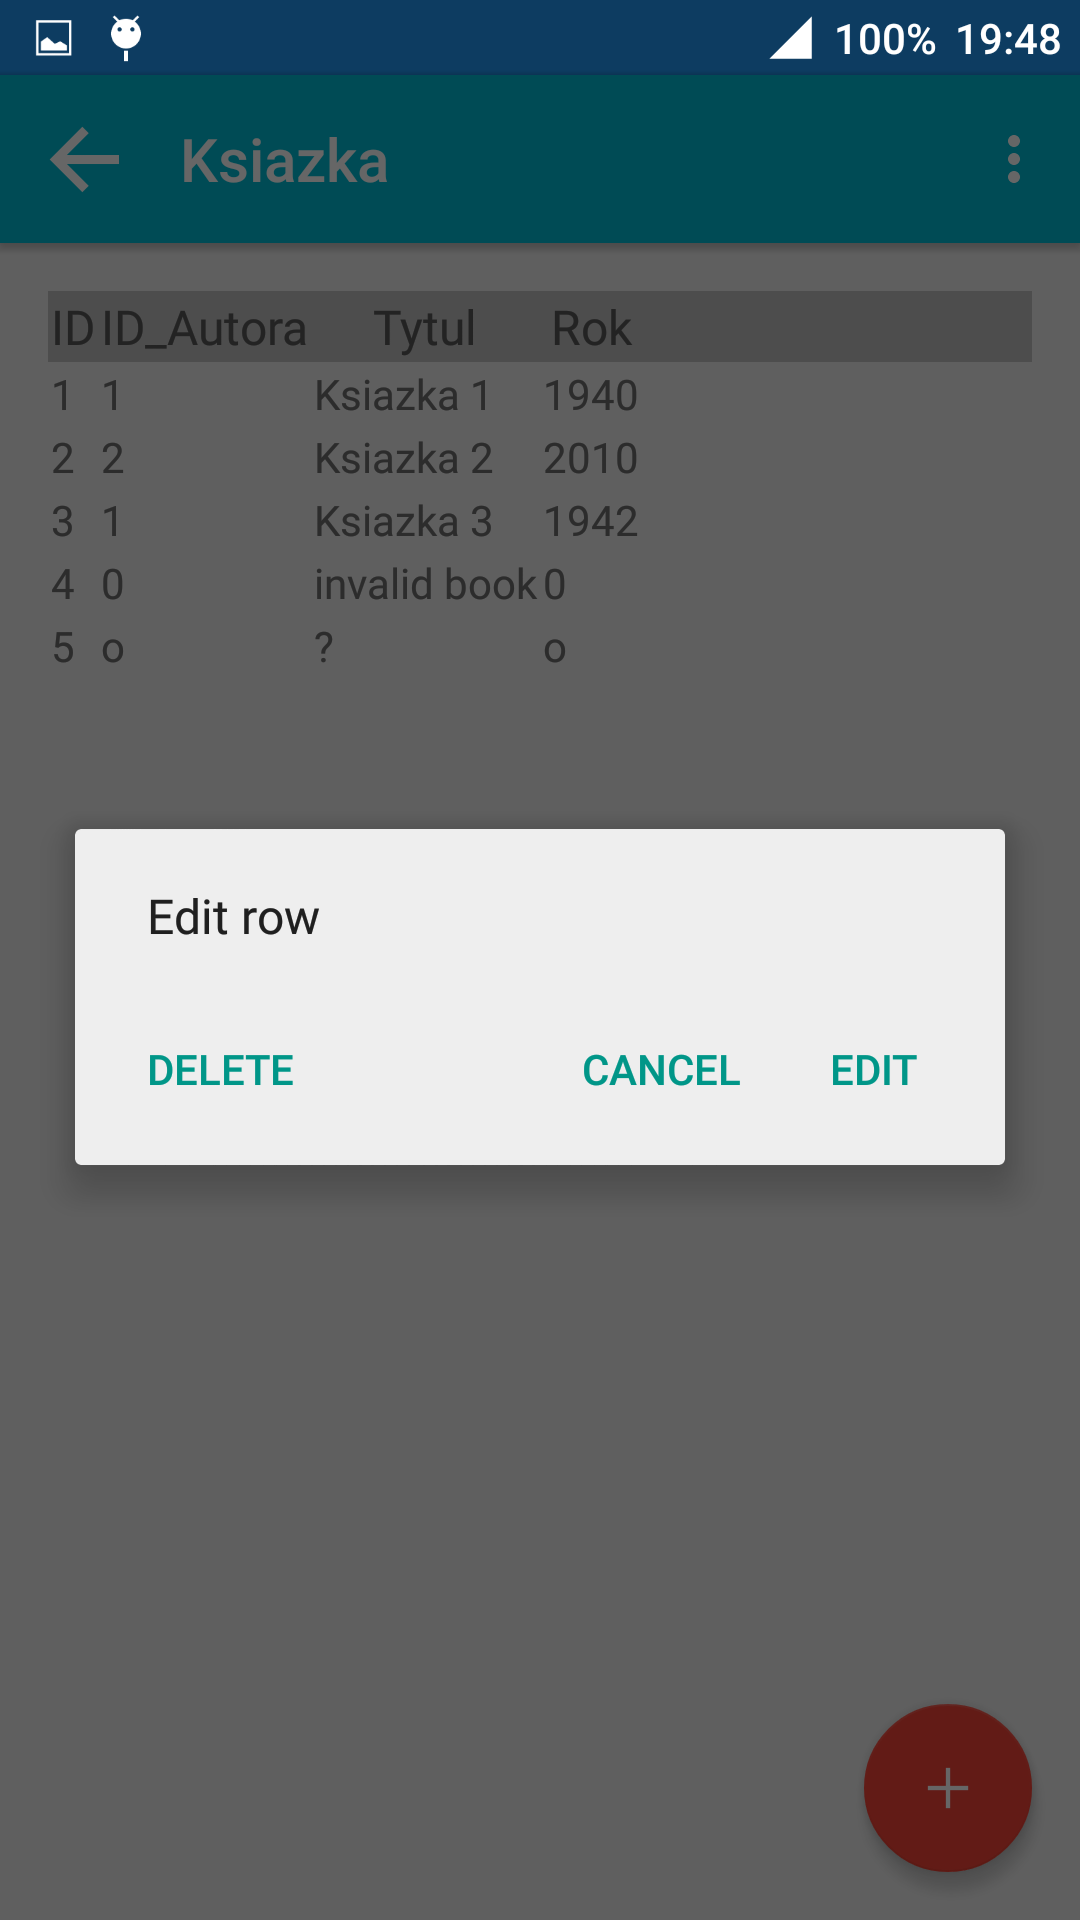 100% 19:48
Ksiazka
ID ID_Autora Tytul Rok
1 1 Ksiazka 1 1940
2 2 Ksiazka 2 2010
3 1 Ksiazka 3 1942
4 0 invalid book 0
5 o ? o
Edit row
DELETE CANCEL EDIT
+